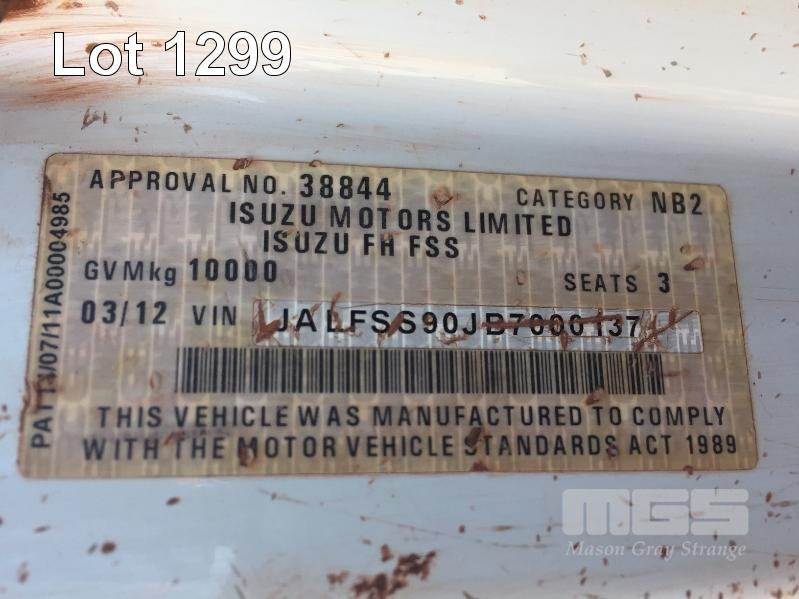 Lot 1299
APPROVAL NO. 38844 CATEGORY NB2
ISUZU MOTORS LIMITED
ISUZU FH FSS
GVMkg 10000 SEATS 3
03/12 VIN JALFSS90JB7000137
THIS VEHICLE WAS MANUFACTURED TO COMPLY
WITH THE MOTOR VEHICLE STANDARDS ACT 1989
MGS
Mason Gray Strange